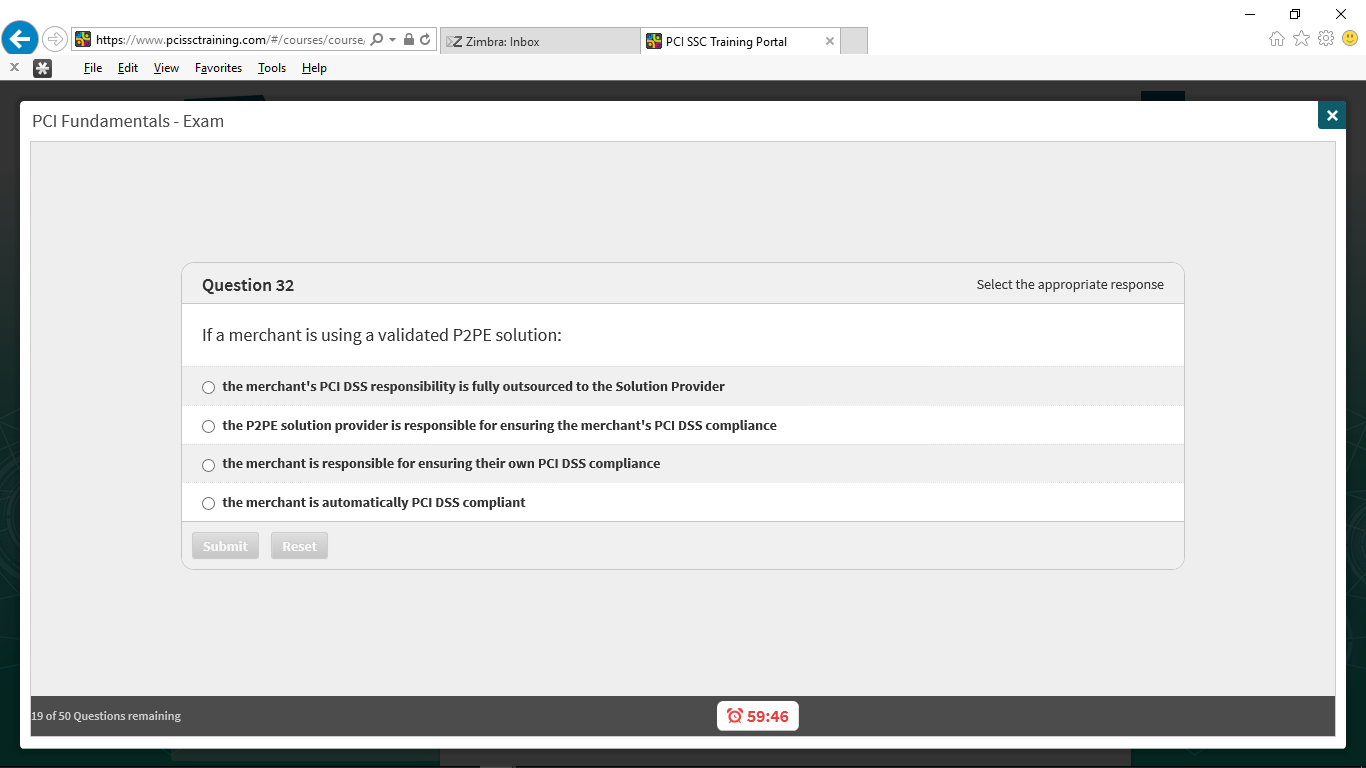 https://www.pcissctraining.com/#/courses/course,
Zimbra: Inbox
PCI SSC Training Portal
File Edit View Favorites Tools Help
PCI Fundamentals - Exam
Question 32
Select the appropriate response
If a merchant is using a validated P2PE solution:
the merchant's PCI DSS responsibility is fully outsourced to the Solution Provider
the P2PE solution provider is responsible for ensuring the merchant's PCI DSS compliance
the merchant is responsible for ensuring their own PCI DSS compliance
the merchant is automatically PCI DSS compliant
Submit Reset
19 of 50 Questions remaining
59:46